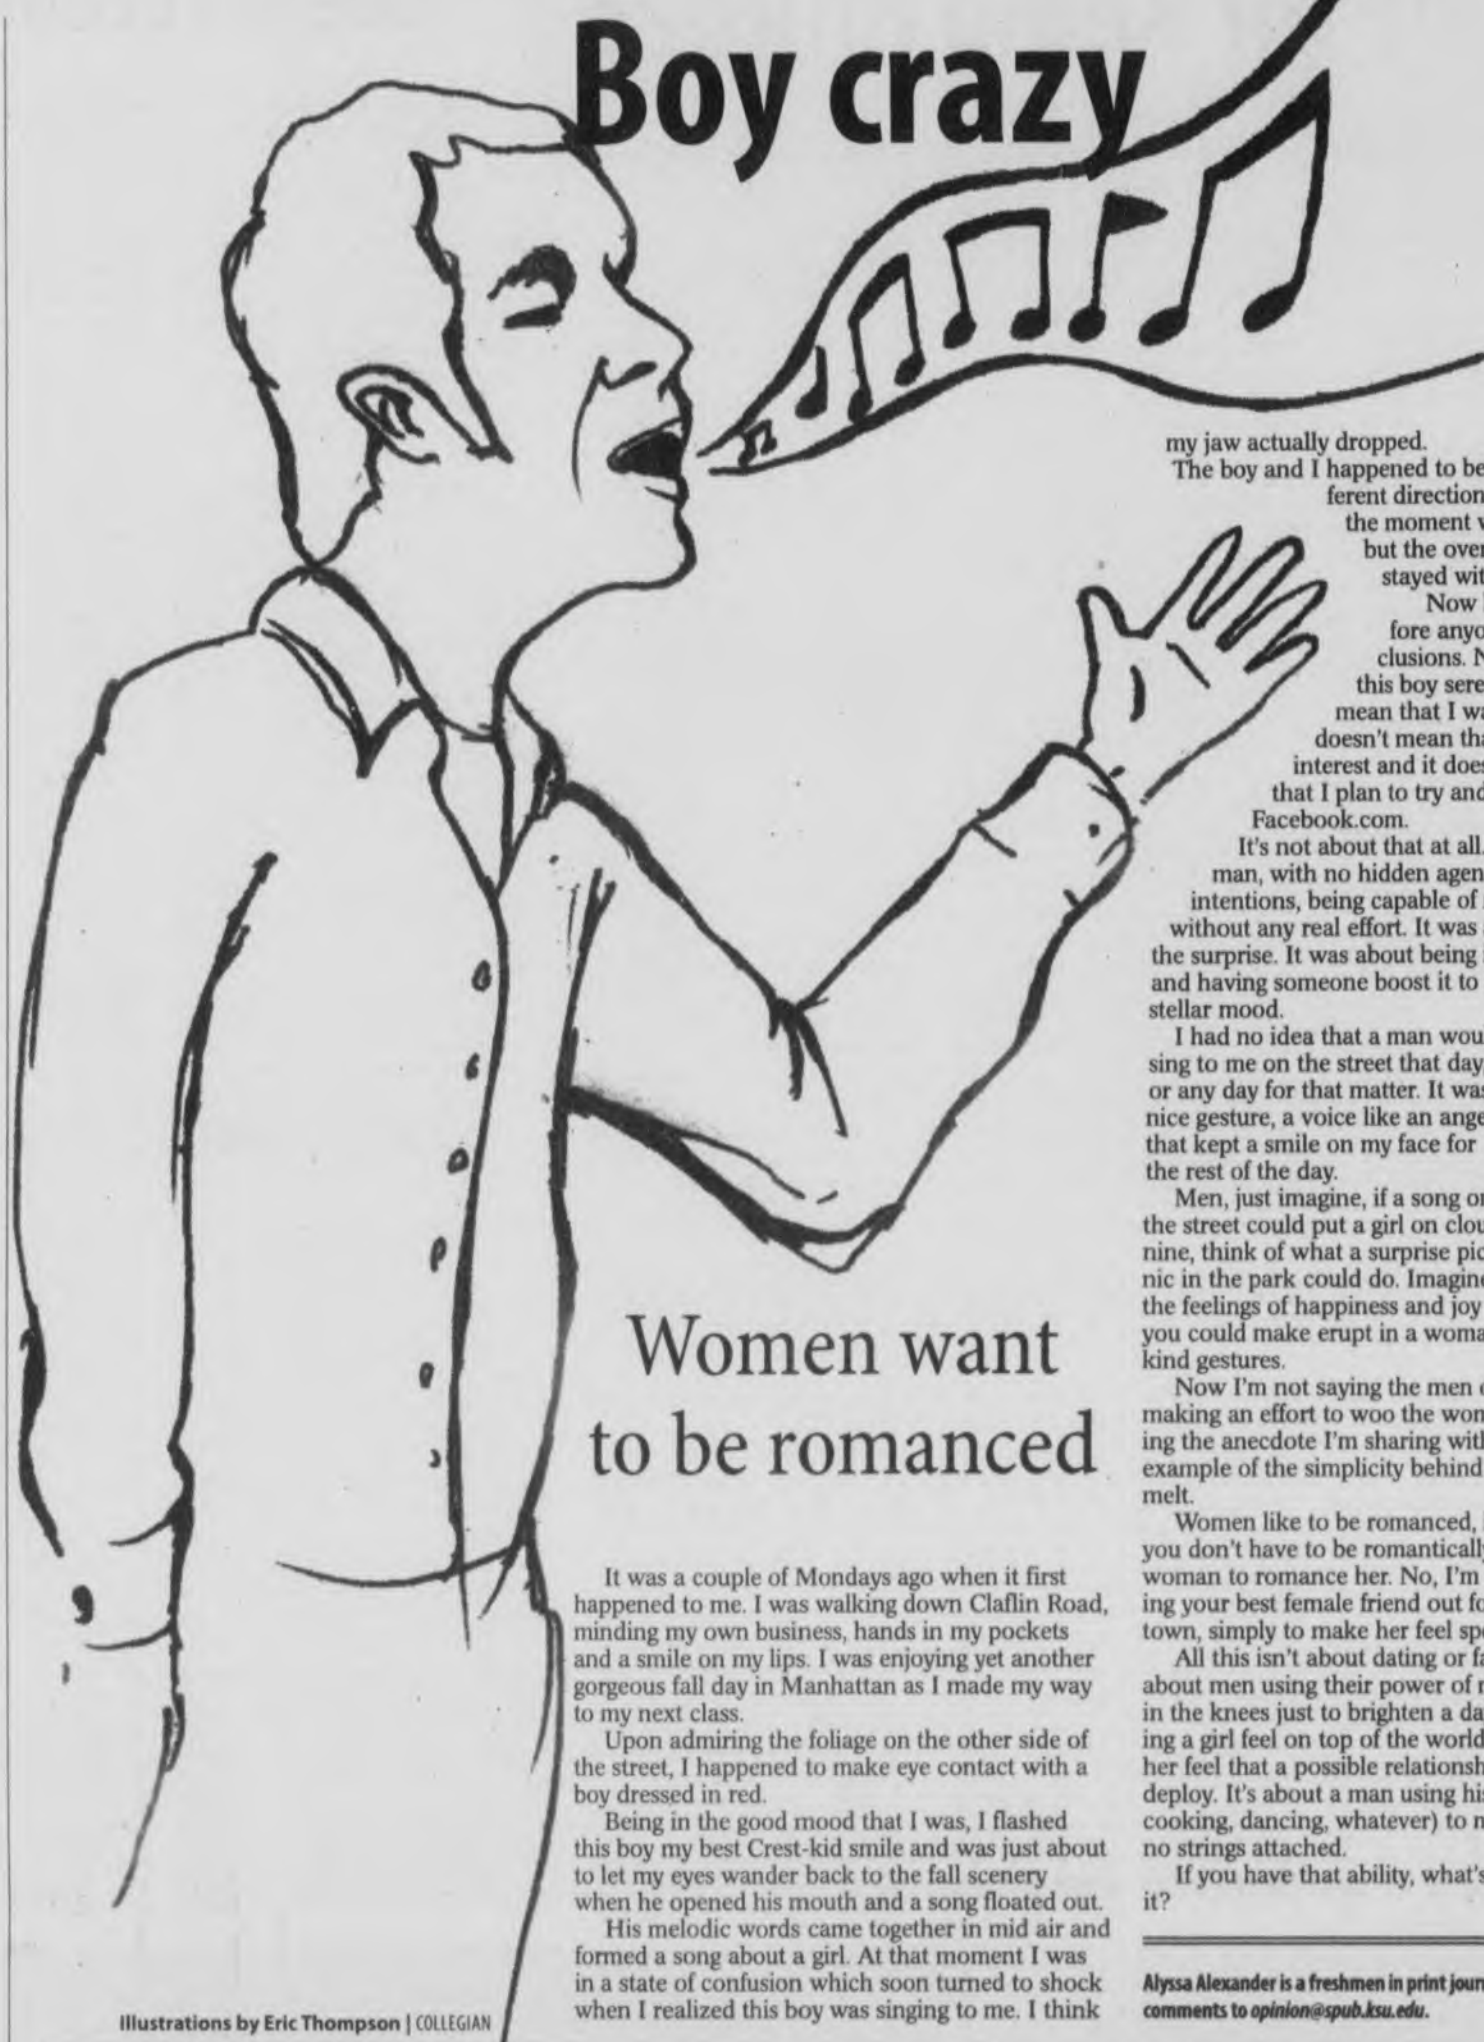 Boy crazy
Women want
to be romanced
It was a couple of Mondays ago when it first
happened to me. I was walking down Claflin Road,
minding my own business, hands in my pockets
and a smile on my lips. I was enjoying yet another
gorgeous fall day in Manhattan as I made my way
to my next class.
Upon admiring the foliage on the other side of
the street, I happened to make eye contact with a
boy dressed in red.
Being in the good mood that I was, I flashed
this boy my best Crest-kid smile and was just about
to let my eyes wander back to the fall scenery
when he opened his mouth and a song floated out.
His melodic words came together in mid air and
formed a song about a girl. At that moment I was
in a state of confusion which soon turned to shock
when I realized this boy was singing to me. I think
my jaw actually dropped.
The boy and I happened to be
ferent direction
the moment
but the over
stayed wit
Now
fore anyo
clusions. N
this boy sere
mean that I wa
doesn't mean tha
interest and it does
that I plan to try and
Facebook.com.
It's not about that at all.
man, with no hidden agen
intentions, being capable of
without any real effort. It was
the surprise. It was about being
and having someone boost it to
stellar mood.
I had no idea that a man wou
sing to me on the street that day,
or any day for that matter. It was
nice gesture, a voice like an ange
that kept a smile on my face for
the rest of the day.
Men, just imagine, if a song on
the street could put a girl on clou
nine, think of what a surprise pic
nic in the park could do. Imagine
the feelings of happiness and joy
you could make erupt in a woma
kind gestures.
Now I'm not saying the men
making an effort to woo the wom
ing the anecdote I'm sharing with
example of the simplicity behind
melt.
Women like to be romanced,
you don't have to be romantically
woman to romance her. No, I'm
ing your best female friend out fo
town, simply to make her feel spe
All this isn't about dating or fa
about men using their power of
in the knees just to brighten a da
ing a girl feel on top of the world
her feel that a possible relationsh
deploy. It's about a man using his
cooking, dancing, whatever) to m
no strings attached.
If you have that ability, what's
it?
Alyssa Alexander is a freshmen in print journ
comments to opinion@spub.ksu.edu.
Illustrations by Eric Thompson | COLLEGIAN